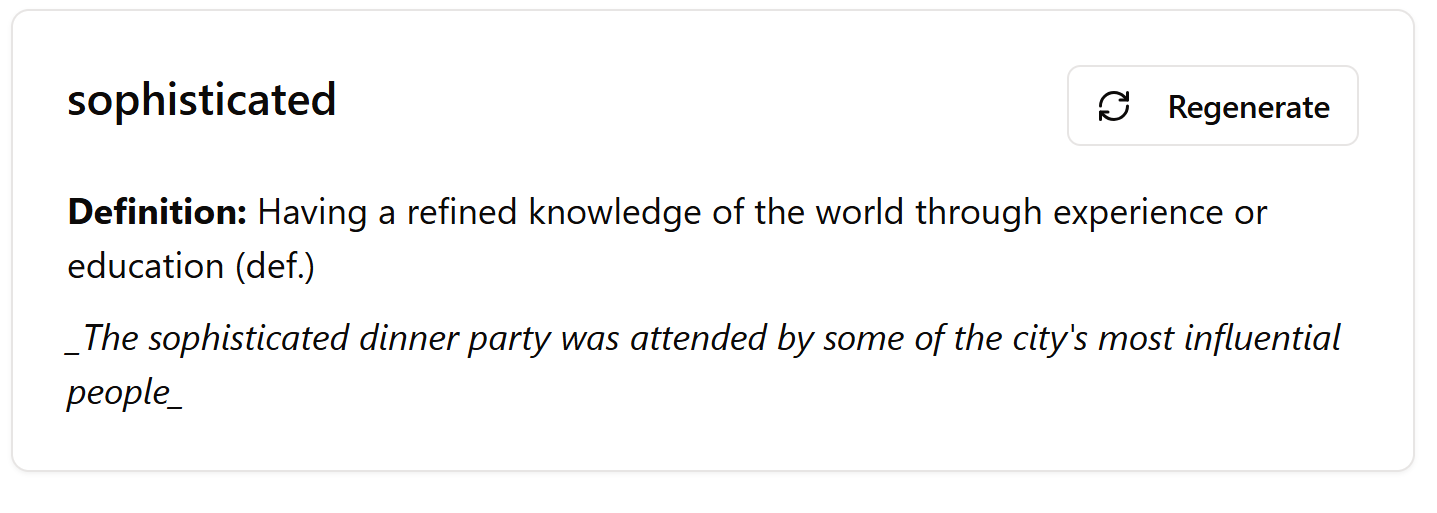 sophisticated
Regenerate
Definition: Having a refined knowledge of the world through experience or
education (def.)
_The sophisticated dinner party was attended by some of the city's most influential
people_